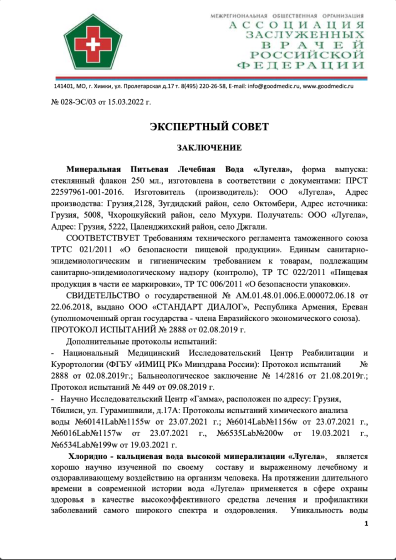 МЕЖРЕГИОНАЛЬНАЯ ОБЩЕСТВЕННАЯ ОРГАНИЗАЦИЯ
АССОЦИАЦИЯ
ЗАСЛУЖЕННЫХ
ВРАЧЕЙ
РОССИЙСКОЙ
ФЕДЕРАЦИИ
141401, МО, г. Химки, ул. Пролетарская д.17 т. 8(495) 220-26-58, E-mail: info@goodmedic.ru, www.goodmedic.ru
№ 028-ЭС/03 от 15.03.2022 г.
ЭКСПЕРТНЫЙ СОВЕТ
ЗАКЛЮЧЕНИЕ
Минеральная Питьевая Лечебная Вода «Лугела», форма выпуска:
стеклянный флакон 250 мл., изготовлена в соответствии с документами: ПРСТ
22597961-001-2016. Изготовитель (производитель): ООО «Лугела», Адрес
производства: Грузия,2128, Зугдидский район, село Октомбери, Адрес
Грузия, 5008, Чхороцкуйский район, село Мухури. Получатель: ООО «Лугела»,
Адрес: Грузия, 5222, Цаленджихский район, село Джгали.
СООТВЕТСТВУЕТ Требованиям технического регламента таможенного союза
ТРТС 021/2011 «О безопасности пищевой продукции». Единым санитарно-
эпидемиологическим и гигиеническим требованием к товарам, подлежащим
санитарно-эпидемиологическому надзору (контролю), ТР ТС 022/2011 «Пищевая
продукция в части ее маркировки», ТР ТС 006/2011 «О безопасности упаковки».
СВИДЕТЕЛЬСТВО о государственной № АМ.01.48.01.006.Е.000072.06.18 от
22.06.2018, выдано ООО «СТАНДАРТ ДИАЛОГ», Республика Армения, Ереван
(уполномоченный орган государства - члена Евразийского экономического союза).
ПРОТОКОЛ ИСПЫТАНИЙ № 2888 от 02.08.2019 г.
Дополнительные протоколы испытаний:
- Национальный Медицинский Исследовательский Центр Реабилитации и
Курортологии (ФГБУ «ИМИЦ РК» Минздрава России): Протокол испытаний №
2888 от 02.08.2019г.; Бальнеологическое заключение № 14/2816 от 21.08.2019г.;
Протокол испытаний № 449 от 09.08.2019 г.
- Научно Исследовательский Центр «Гамма», расположен по адресу: Грузия,
Тбилиси, ул. Гурамишвили, д.17А: Протоколы испытаний химического анализа
воды №60141Lab№1155w от 23.07.2021 г.; №6014Lab№1156w от 23.07.2021 г.,
№6016Lab№1157w от 23.07.2021 г., №6535Lab№200w от 19.03.2021 г.,
№6534Lab№199w от 19.03.2021 г.
Хлоридно - кальциевая вода высокой минерализации «Лугела», является
хорошо научно изученной по своему составу и выраженному лечебному и
оздоравливающему воздействию на организм человека. На протяжении длительного
времени в современной истории вода «Лугела» применяется в сфере охраны
здоровья в качестве высокоэффективного средства лечения и профилактики
заболеваний самого широкого спектра и оздоровления. Уникальность воды
1